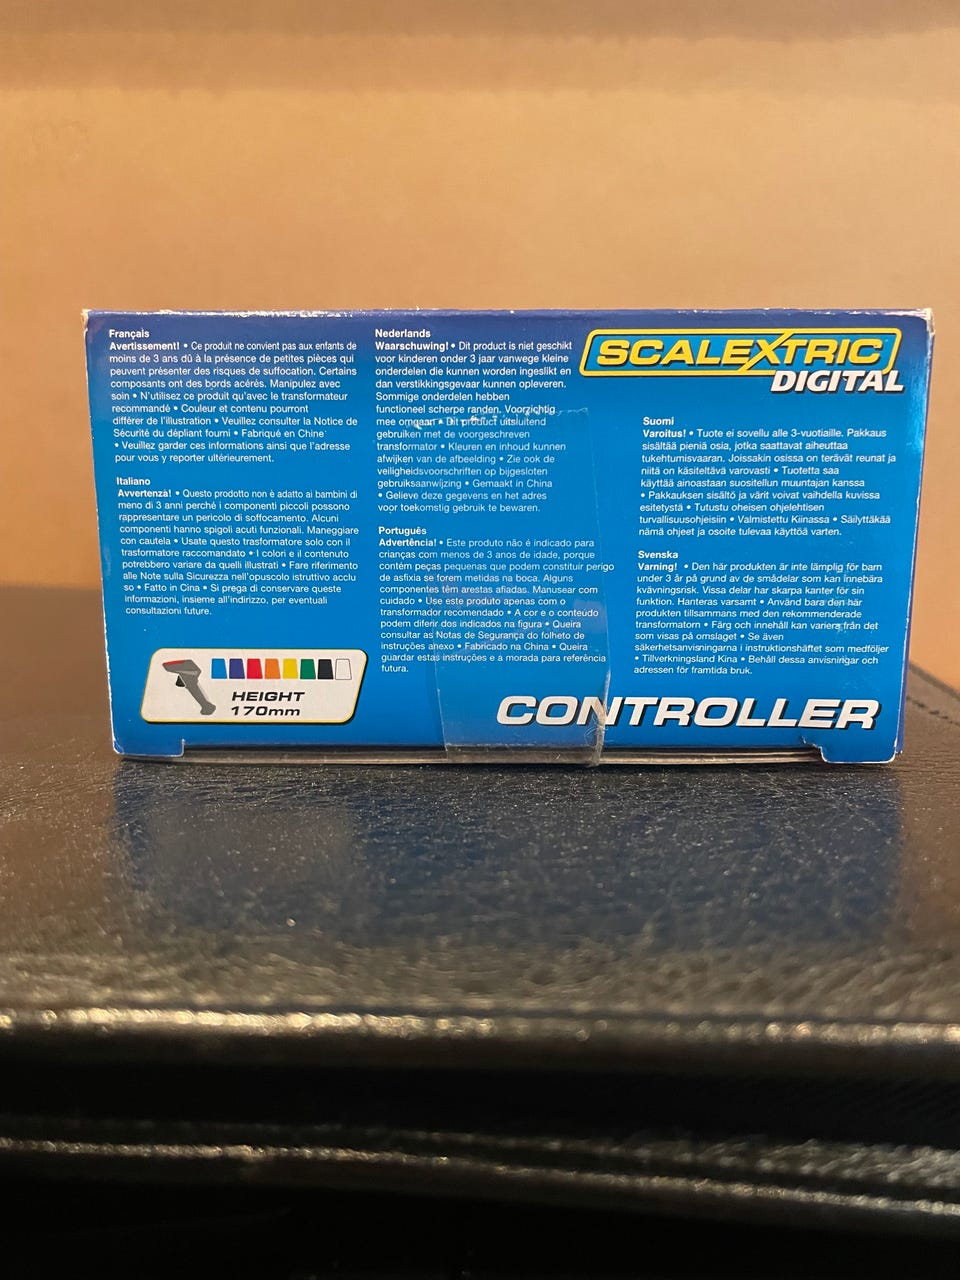 Français
Avertissement! • Ce produit ne convient pas aux enfants de
moins de 3 ans dû à la présence de petites pièces qui
peuvent présenter des risques de suffocation. Certains
composants ont des bords acérés. Manipulez avec
soin • N'utilisez ce produit qu'avec le transformateur
recommandé • Couleur et contenu pourront
différer de l'illustration • Veuillez consulter la Notice de
Sécurité du dépliant fourni • Fabriqué en Chine
• Veuillez garder ces informations ainsi que l'adresse
pour vous y reporter ultérieurement.
Italiano
Avvertenza! • Questo prodotto non è adatto ai bambini di
meno di 3 anni perché i componenti piccoli possono
rappresentare un pericolo di soffocamento. Alcuni
componenti hanno spigoli acuti funzionali. Maneggiare
con cautela • Usate questo trasformatore solo con il
trasformatore raccomandato • I colori e il contenuto
potrebbero variare da quelli illustrati • Fare riferimento
alle Note sulla Sicurezza nell'opuscolo istruttivo acclu
so • Fatto in Cina • Si prega di conservare queste
informazioni, insieme all'indirizzo, per eventuali
consultazioni future.
HEIGHT
170mm
Nederlands
Waarschuwing! • Dit product is niet geschikt
voor kinderen onder 3 jaar vanwege kleine
onderdelen die kunnen worden ingeslikt en
dan verstikkingsgevaar kunnen opleveren.
Sommige onderdelen hebben
functioneel scherpe randen. Voorzichtig
mee omgaan • Dit product uitsluitend
gebruiken met de voorgeschreven
transformator • Kleuren en inhoud kunnen
afwijken van de afbeelding • Zie ook de
veiligheidsvoorschriften op bijgesloten
gebruiksaanwijzing • Gemaakt in China
• Gelieve deze gegevens en het adres
voor toekomstig gebruik te bewaren.
Português
Advertência! • Este produto não é indicado para
crianças com menos de 3 anos de idade, porque
contém peças pequenas que podem constituir perigo
de asfixia se forem metidas na boca. Alguns
componentes têm arestas afiadas. Manusear com
cuidado • Use este produto apenas com o
transformador recomendado • A cor e o conteúdo
podem diferir dos indicados na figura • Queira
consultar as Notas de Segurança do folheto de
instruções anexo • Fabricado na China • Queira
guardar estas instruções e a morada para referência
futura.
SCALEXTRIC
DIGITAL
Suomi
Varoitus! • Tuote ei sovellu alle 3-vuotiaille. Pakkaus
sisältää pieniä osia, jotka saattavat aiheuttaa
tukehtumisvaaran. Joissakin osissa on terävät reunat ja
niitä on käsiteltävä varovasti • Tuotetta saa
käyttää ainoastaan suositellun muuntajan kanssa
• Pakkauksen sisältö ja värit voivat vaihdella kuvissa
esitetystä • Tutustu oheisen ohjelehtisen
turvallisuusohjeisiin • Valmistettu Kiinassa • Säilyttäkää
nämä ohjeet ja osoite tulevaa käyttöä varten.
Svenska
Varning! • Den här produkten är inte lämplig för barn
under 3 år på grund av de smådelar som kan innebära
kvävningsrisk. Vissa delar har skarpa kanter för sin
funktion. Hanteras varsamt • Använd bara den här
produkten tillsammans med den rekommenderade
transformatorn • Färg och innehåll kan variera från det
som visas på omslaget • Se även
säkerhetsanvisningarna i instruktionshäftet som medföljer
• Tillverkningsland Kina • Behåll dessa anvisningar och
adressen för framtida bruk.
CONTROLLER